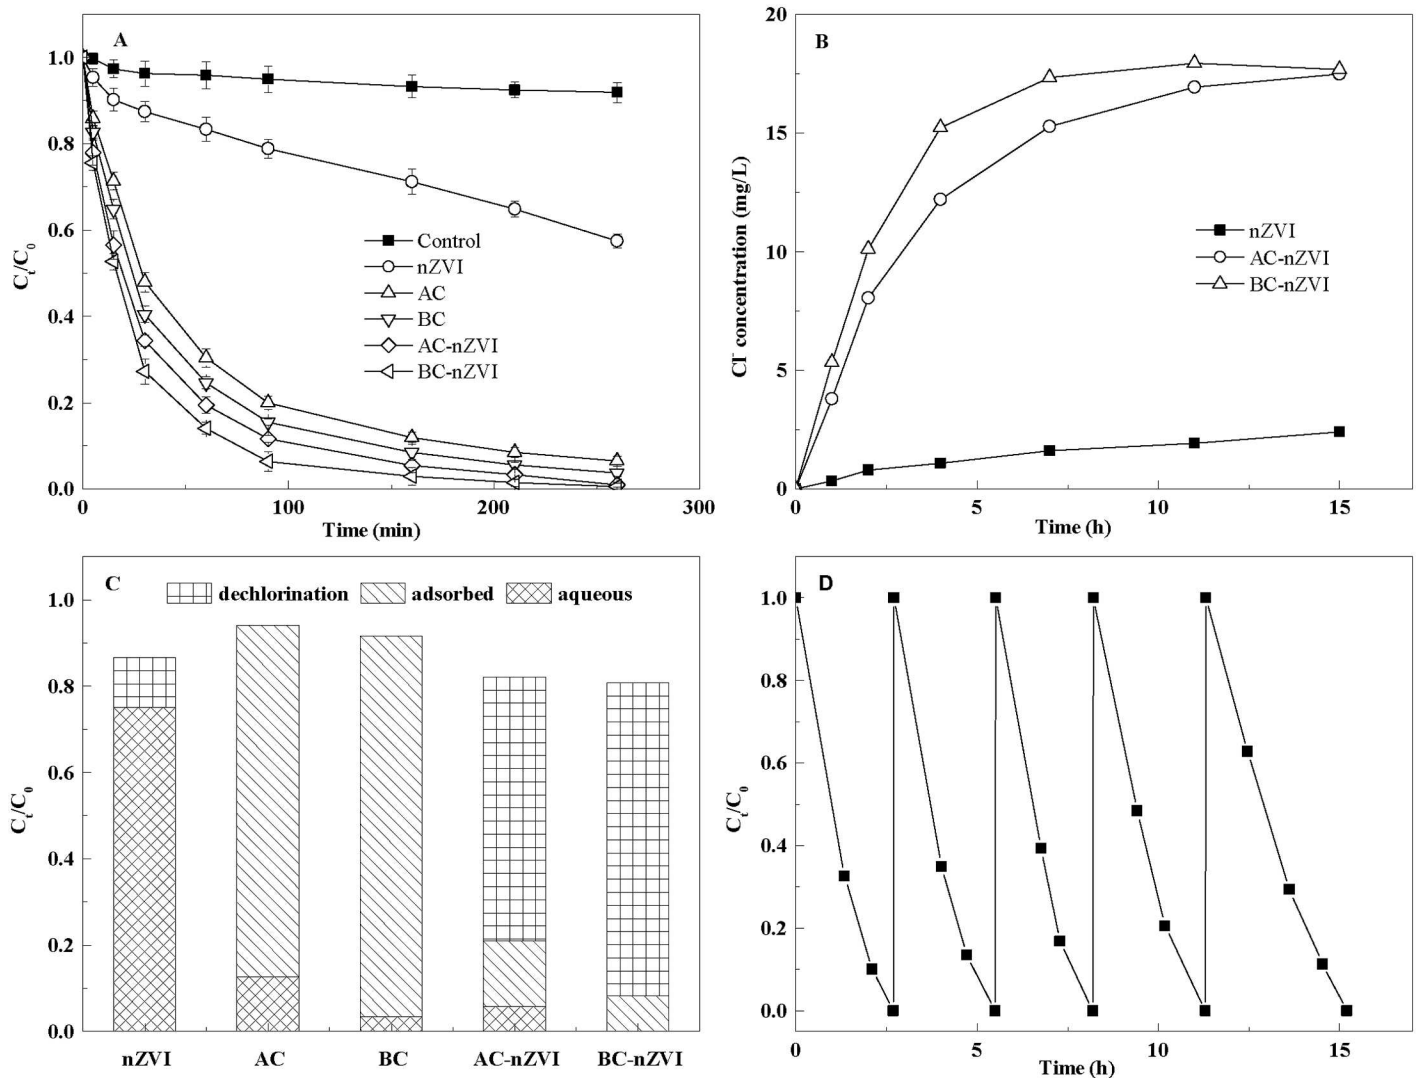 A
1.0
0.8
0.6
0.4
0.2
0.0
Cₜ/C₀
Control
nZVI
AC
BC
AC-nZVI
BC-nZVI
0
100
200
300
Time (min)
B
20
15
10
5
0
Cl⁻ concentration (mg/L)
nZVI
AC-nZVI
BC-nZVI
0
5
10
15
Time (h)
C
dechlorination
adsorbed
aqueous
1.0
0.8
0.6
0.4
0.2
0.0
Cₜ/C₀
nZVI
AC
BC
AC-nZVI
BC-nZVI
D
1.0
0.8
0.6
0.4
0.2
0.0
Cₜ/C₀
0
5
10
15
Time (h)